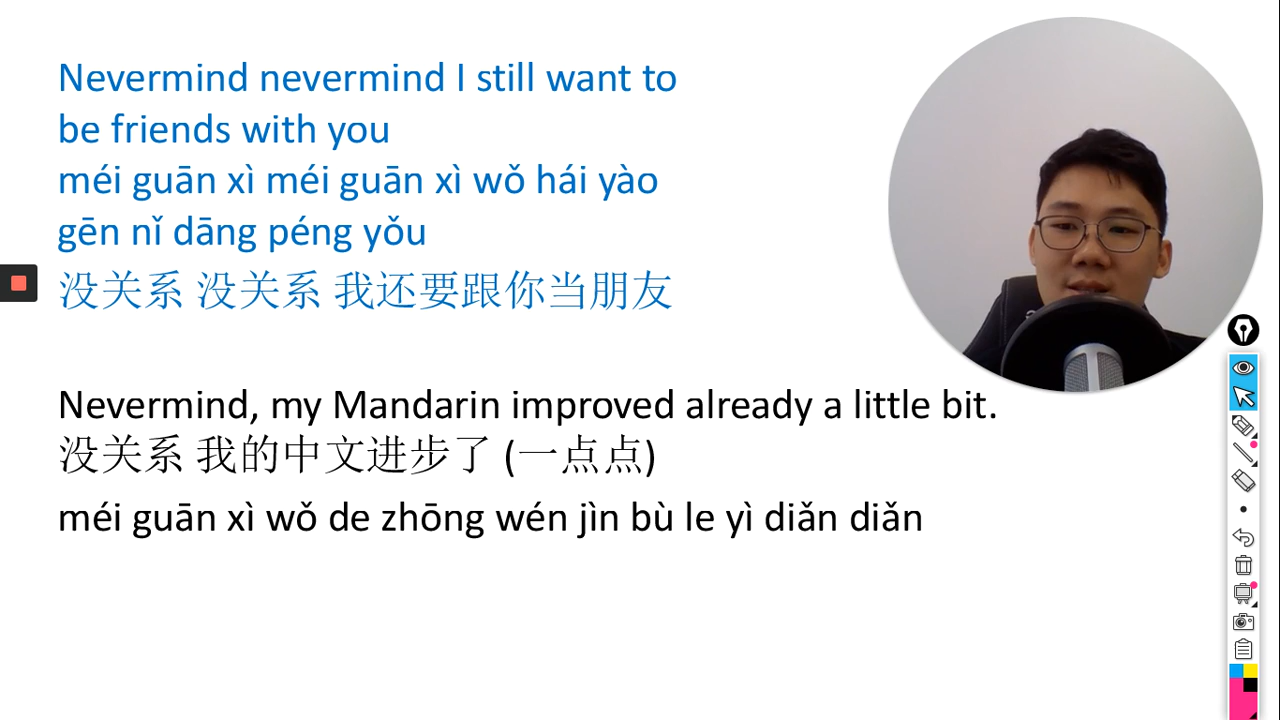 Nevermind nevermind I still want to
be friends with you
méi guān xì méi guān xì wǒ hái yào
gēn nǐ dāng péng yǒu
没关系 没关系 我还要跟你当朋友
Nevermind, my Mandarin improved already a little bit.
没关系 我的中文进步了 (一点点)
méi guān xì wǒ de zhōng wén jìn bù le yì diǎn diǎn